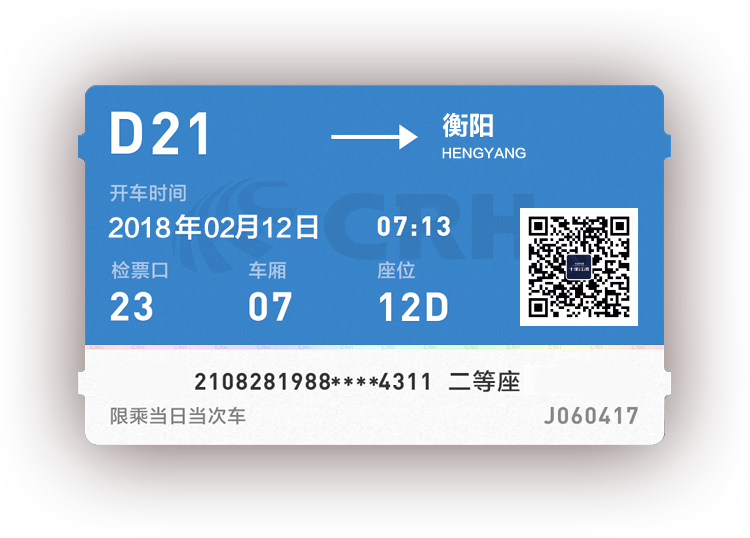 D21
衡阳
HENGYANG
开车时间
2018年02月12日 07:13
检票口 车厢 座位
23 07 12D
CRH
2108281988****4311 二等座
限乘当日当次车 J060417